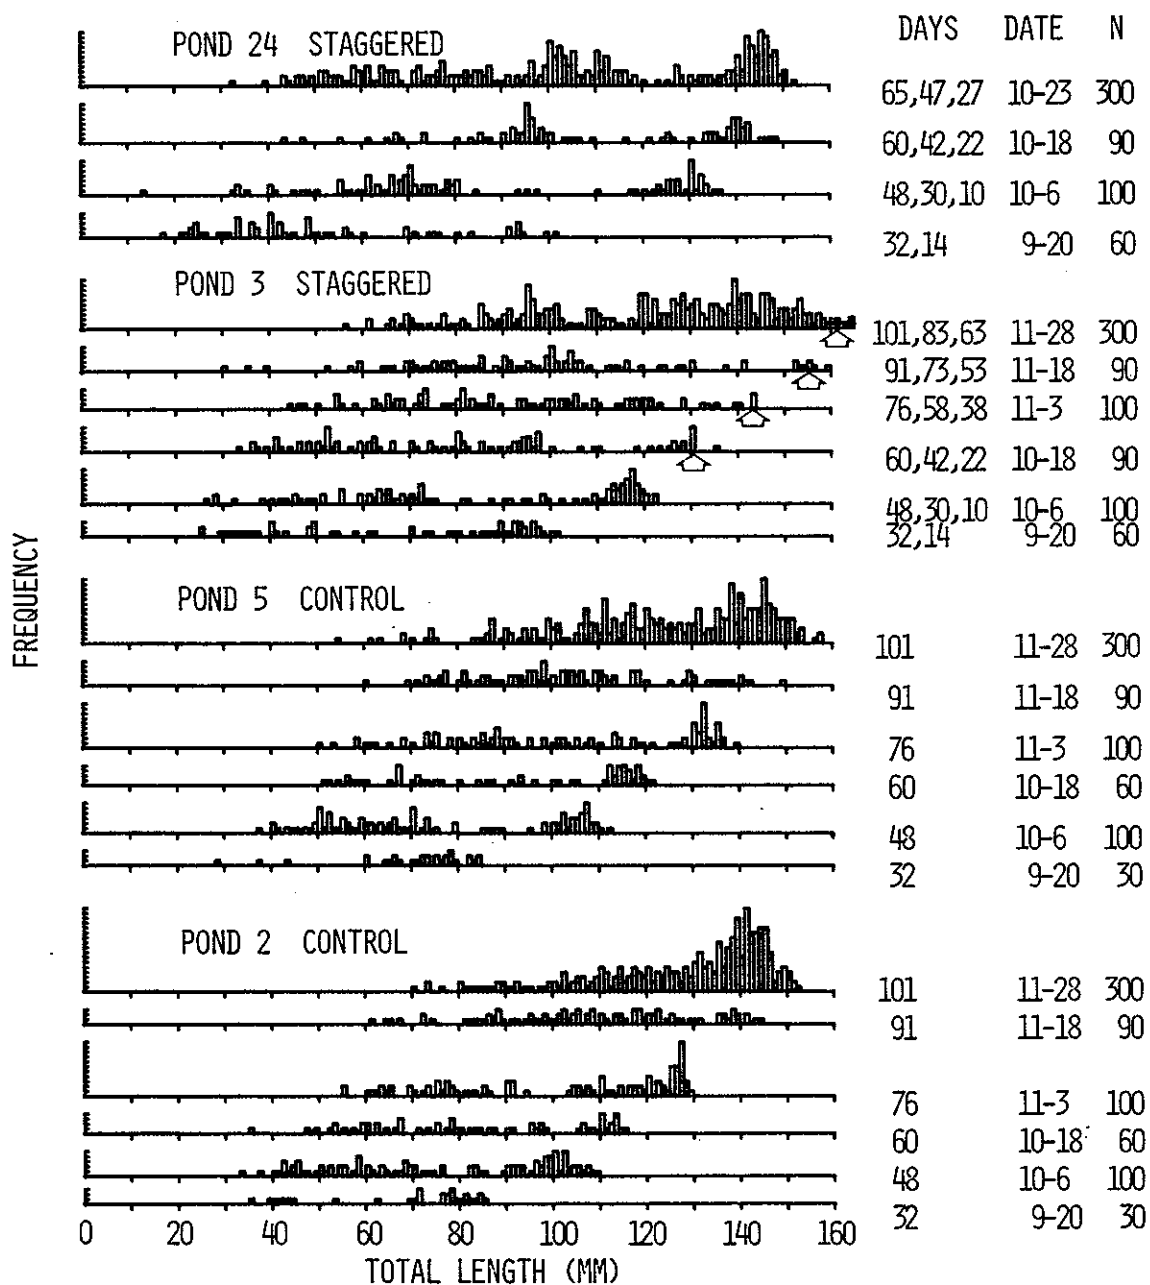 DAYS DATE N
POND 24 STAGGERED
65,47,27 10-23 300
60,42,22 10-18 90
48,30,10 10-6 100
32,14 9-20 60
POND 3 STAGGERED
101,83,63 11-28 300
91,73,53 11-18 90
76,58,38 11-3 100
60,42,22 10-18 90
48,30,10 10-6 100
32,14 9-20 60
FREQUENCY
POND 5 CONTROL
101 11-28 300
91 11-18 90
76 11-3 100
60 10-18 60
48 10-6 100
32 9-20 30
POND 2 CONTROL
101 11-28 300
91 11-18 90
76 11-3 100
60 10-18 60
48 10-6 100
32 9-20 30
0 20 40 60 80 100 120 140 160
TOTAL LENGTH (MM)